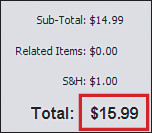 Sub-Total: $14.99
Related Items: $0.00
S&H: $1.00
Total: $15.99